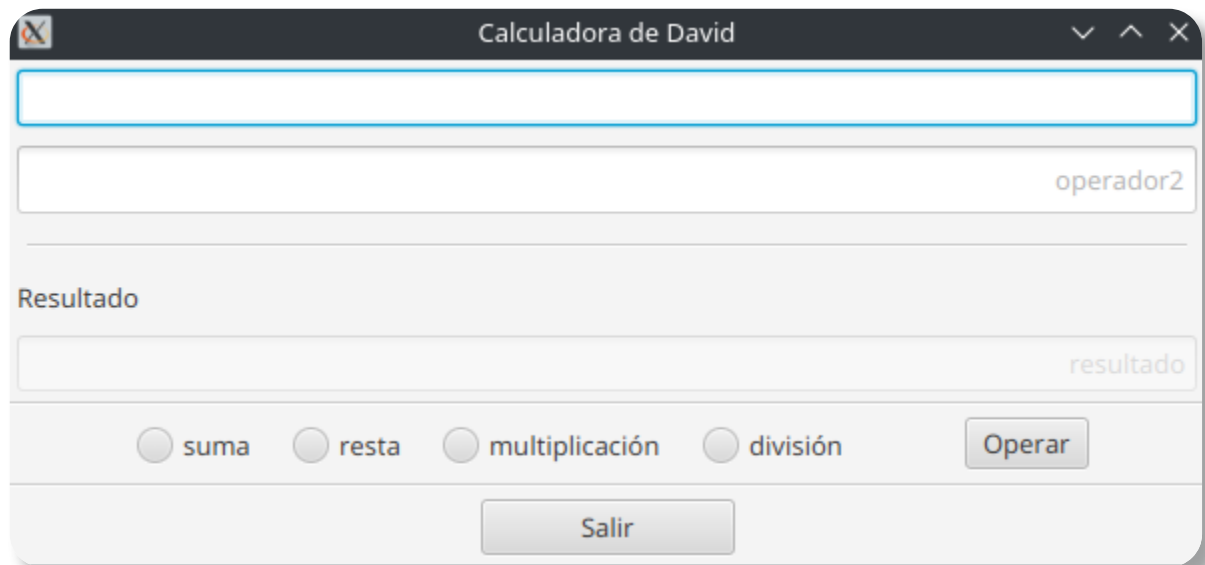 Calculadora de David
operador2
Resultado
resultado
suma resta multiplicación división Operar
Salir